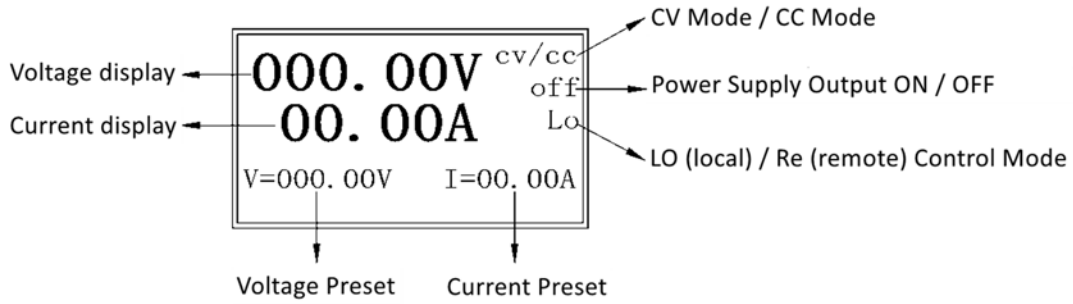 CV Mode / CC Mode
Voltage display
000.00V
cv/cc
off
Power Supply Output ON / OFF
Current display
00.00A
Lo
LO (local) / Re (remote) Control Mode
V=000.00V
I=00.00A
Voltage Preset
Current Preset